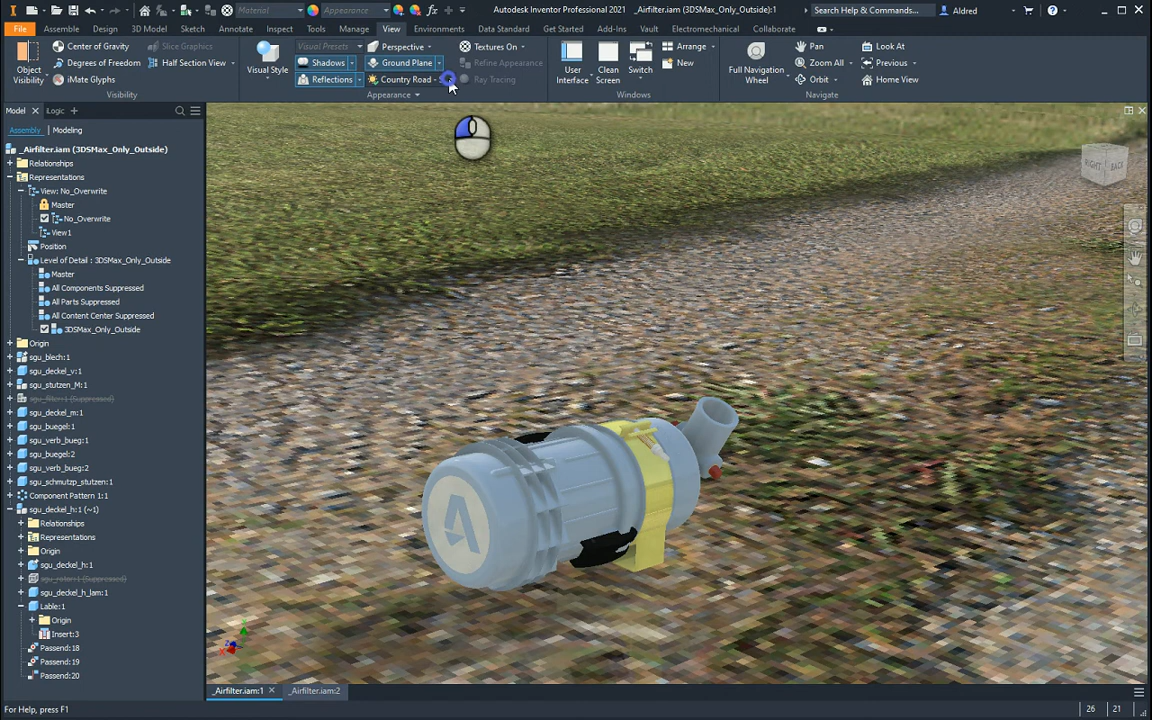 Material
Appearance
Autodesk Inventor Professional 2021 _Airfilter.iam (3DSMax_Only_Outside):1
Search Help & Commands...
Aldred
File
Assemble
Design
3D Model
Sketch
Annotate
Inspect
Tools
Manage
View
Environments
Get Started
Add-Ins
Vault
Electromechanical
Collaborate
Data Standard
Object
Visibility
Center of Gravity
Degrees of Freedom
iMate Glyphs
Slice Graphics
Half Section View
Visibility
Visual Style
Visual Presets
Shadows
Reflections
Perspective
Ground Plane
Country Road -
Textures On
Refine Appearance
Ray Tracing
Appearance
User
Interface
Clean
Screen
Switch
Arrange
New
Windows
Full Navigation
Wheel
Pan
Zoom All
Orbit
Look At
Previous
Home View
Navigate
Model
iLogic
Assembly
Modeling
_Airfilter.iam (3DSMax_Only_Outside)
Relationships
Representations
View: No_Overwrite
Master
No_Overwrite
View1
Position
Level of Detail : 3DSMax_Only_Outside
Master
All Components Suppressed
All Parts Suppressed
All Content Center Suppressed
3DSMax_Only_Outside
Origin
sgu_blech:1
sgu_deckel_v:1
sgu_stutzen_M:1
sgu_filter:1 (Suppressed)
sgu_deckel_m:1
sgu_buegel:1
sgu_verb_bueg:1
sgu_buegel:2
sgu_verb_bueg:2
sgu_schmutzp_stutzen:1
Component Pattern 1:1
sgu_deckel_h:1 (~1)
Relationships
Representations
Origin
sgu_deckel_h:1
sgu_deckel_h_lam:1
Lable:1
Origin
Insert:3
Passend:18
Passend:19
Passend:20
RIGHT
BACK
_Airfilter.iam:1
_Airfilter.iam:2
For Help, press F1
26 21